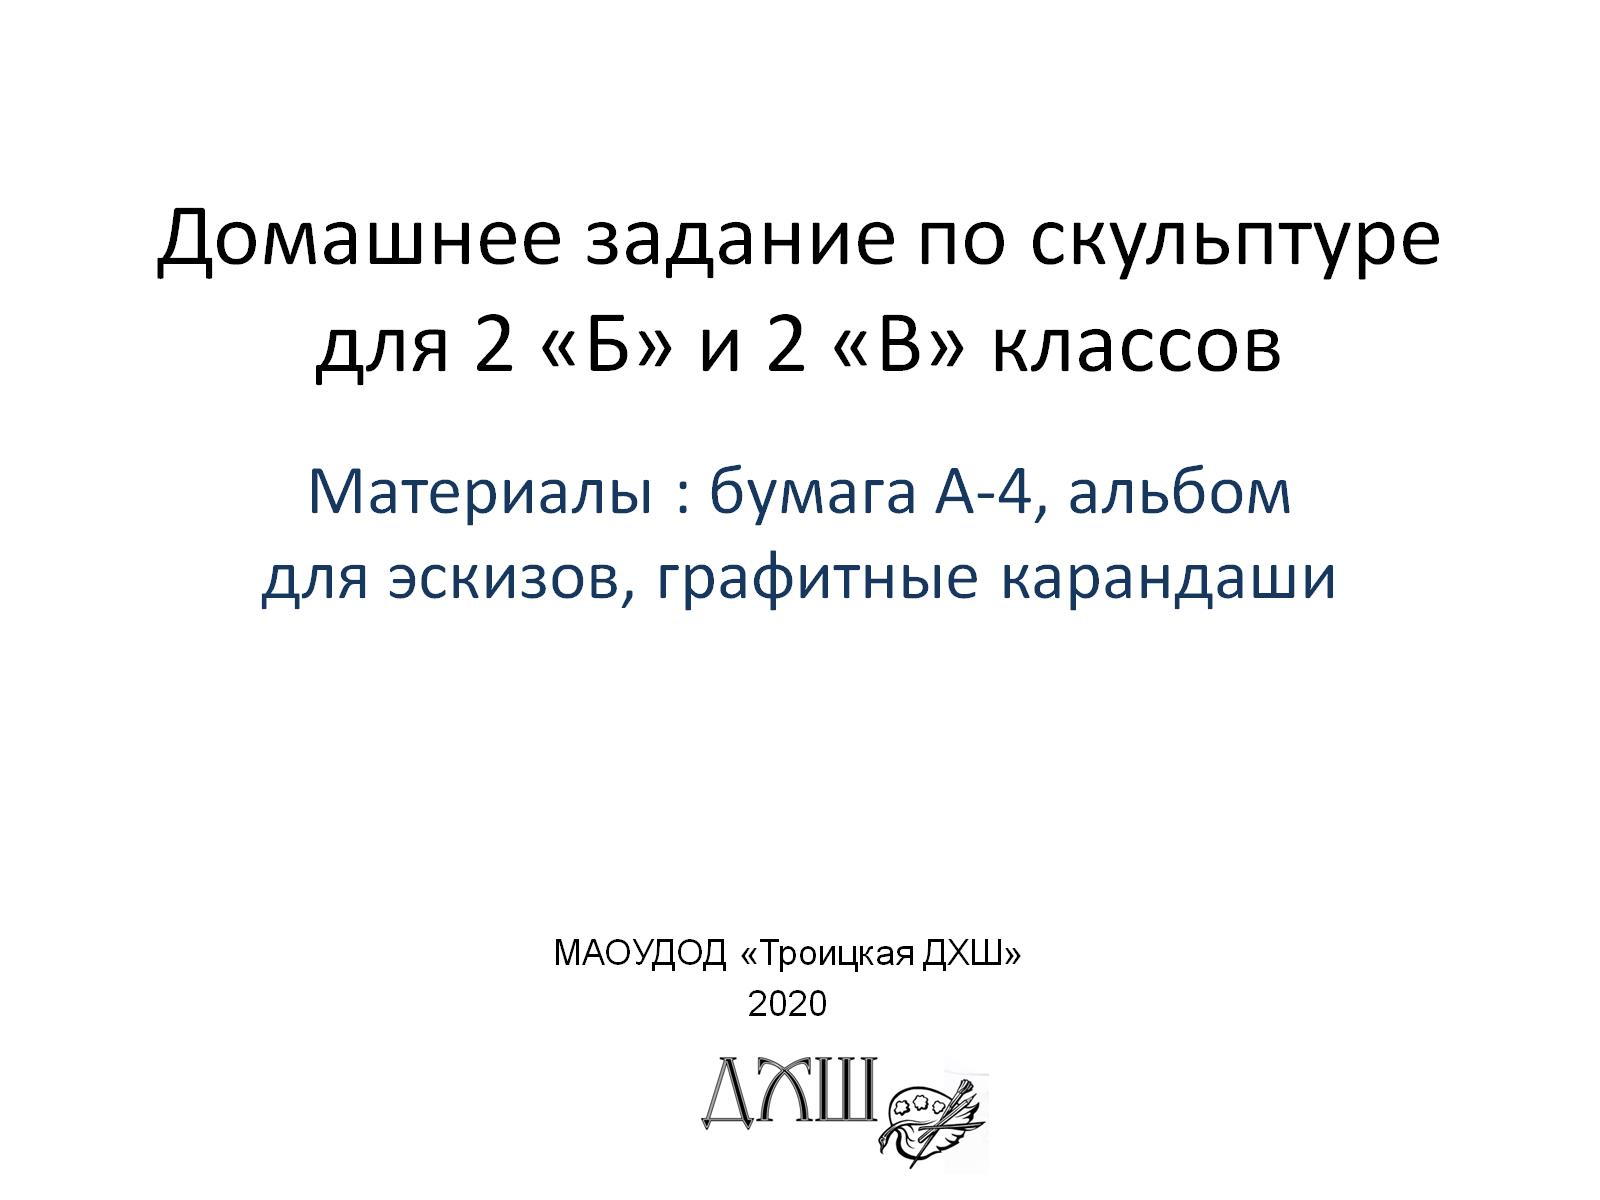 Домашнее задание по скульптуре
для 2 «Б» и 2 «В» классов
Материалы : бумага А-4, альбом
для эскизов, графитные карандаши
МАОУДОД «Троицкая ДХШ»
2020
ДХШ